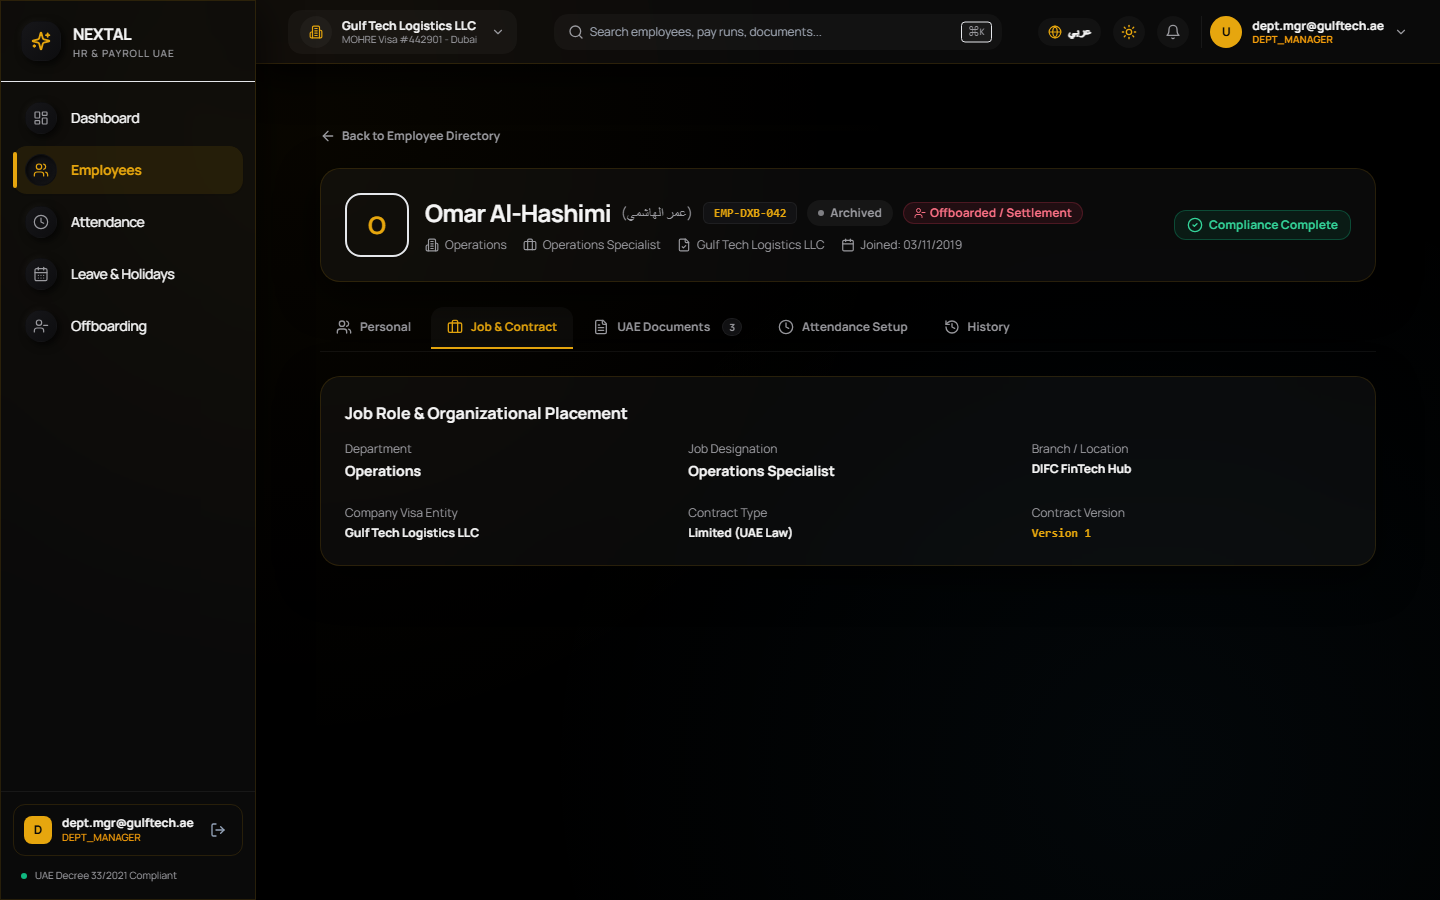 NEXTAL
HR & PAYROLL UAE
Gulf Tech Logistics LLC
MOHRE Visa #442901 - Dubai
Search employees, pay runs, documents...
⌘K
عربي
U
dept.mgr@gulftech.ae
DEPT_MANAGER
Dashboard
Employees
Attendance
Leave & Holidays
Offboarding
Back to Employee Directory
O
Omar Al-Hashimi (عمر الهاشمي) EMP-DXB-042 Archived Offboarded / Settlement
Operations Operations Specialist Gulf Tech Logistics LLC Joined: 03/11/2019
Compliance Complete
Personal Job & Contract UAE Documents 3 Attendance Setup History
Job Role & Organizational Placement
Department
Operations
Job Designation
Operations Specialist
Branch / Location
DIFC FinTech Hub
Company Visa Entity
Gulf Tech Logistics LLC
Contract Type
Limited (UAE Law)
Contract Version
Version 1
D
dept.mgr@gulftech.ae
DEPT_MANAGER
UAE Decree 33/2021 Compliant